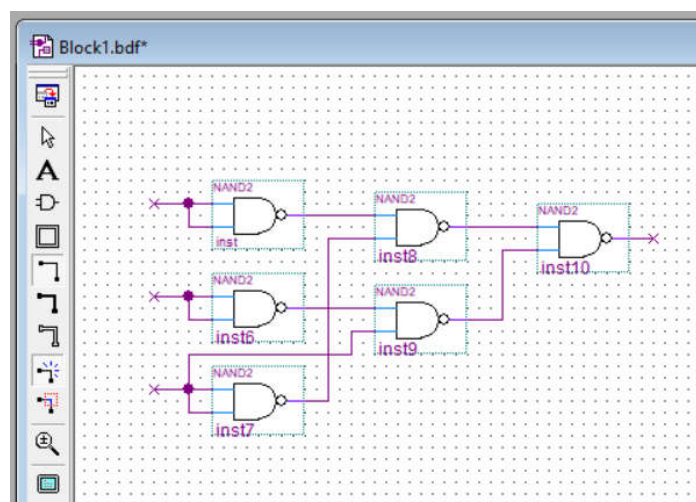 Block1.bdf*
A
NAND2
inst
NAND2
inst8
NAND2
inst10
NAND2
inst6
NAND2
inst9
NAND2
inst7